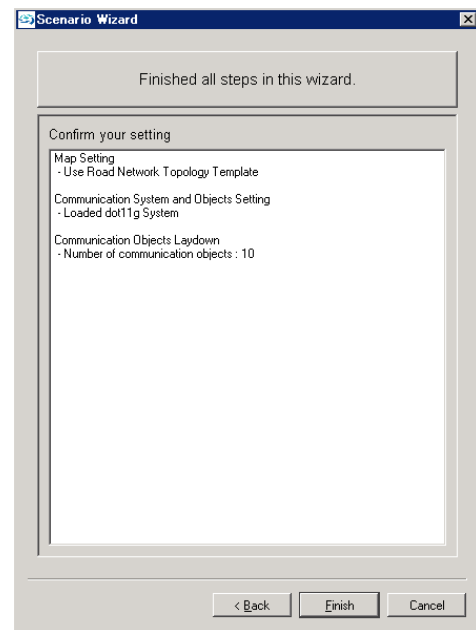 Scenario Wizard
Finished all steps in this wizard.
Confirm your setting
Map Setting
- Use Road Network Topology Template
Communication System and Objects Setting
- Loaded dot11g System
Communication Objects Laydown
- Number of communication objects : 10
< Back
Finish
Cancel